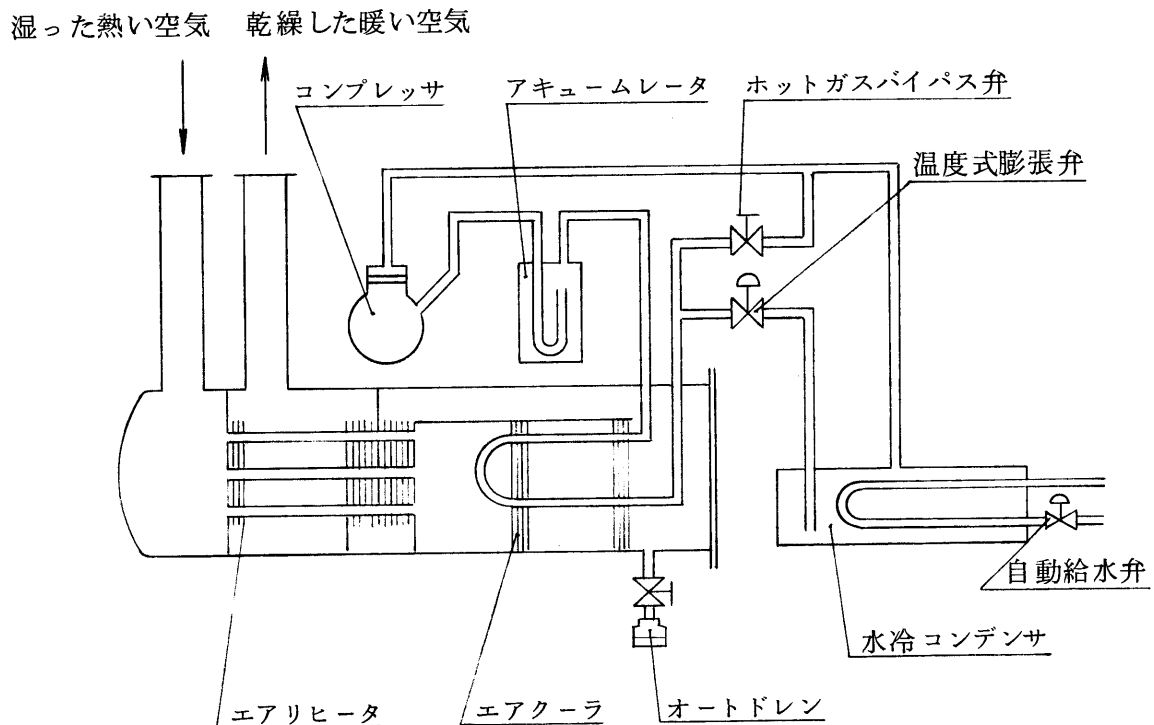 湿った熱い空気
乾繰した暖い空気
コンプレッサ
アキュームレータ
ホットガスバイパス弁
温度式膨張弁
自動給水弁
水冷コンデンサ
エアリヒータ
エアクーラ
オートドレン